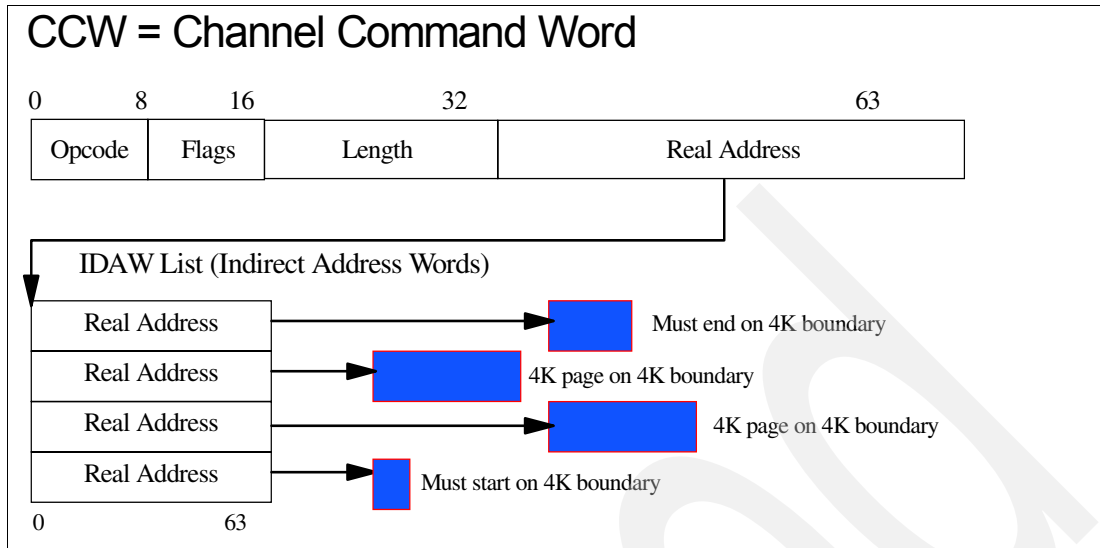 CCW = Channel Command Word
0 8 16 32 63
Opcode Flags Length Real Address
IDAW List (Indirect Address Words)
Real Address Must end on 4K boundary
Real Address 4K page on 4K boundary
Real Address 4K page on 4K boundary
Real Address Must start on 4K boundary
0 63